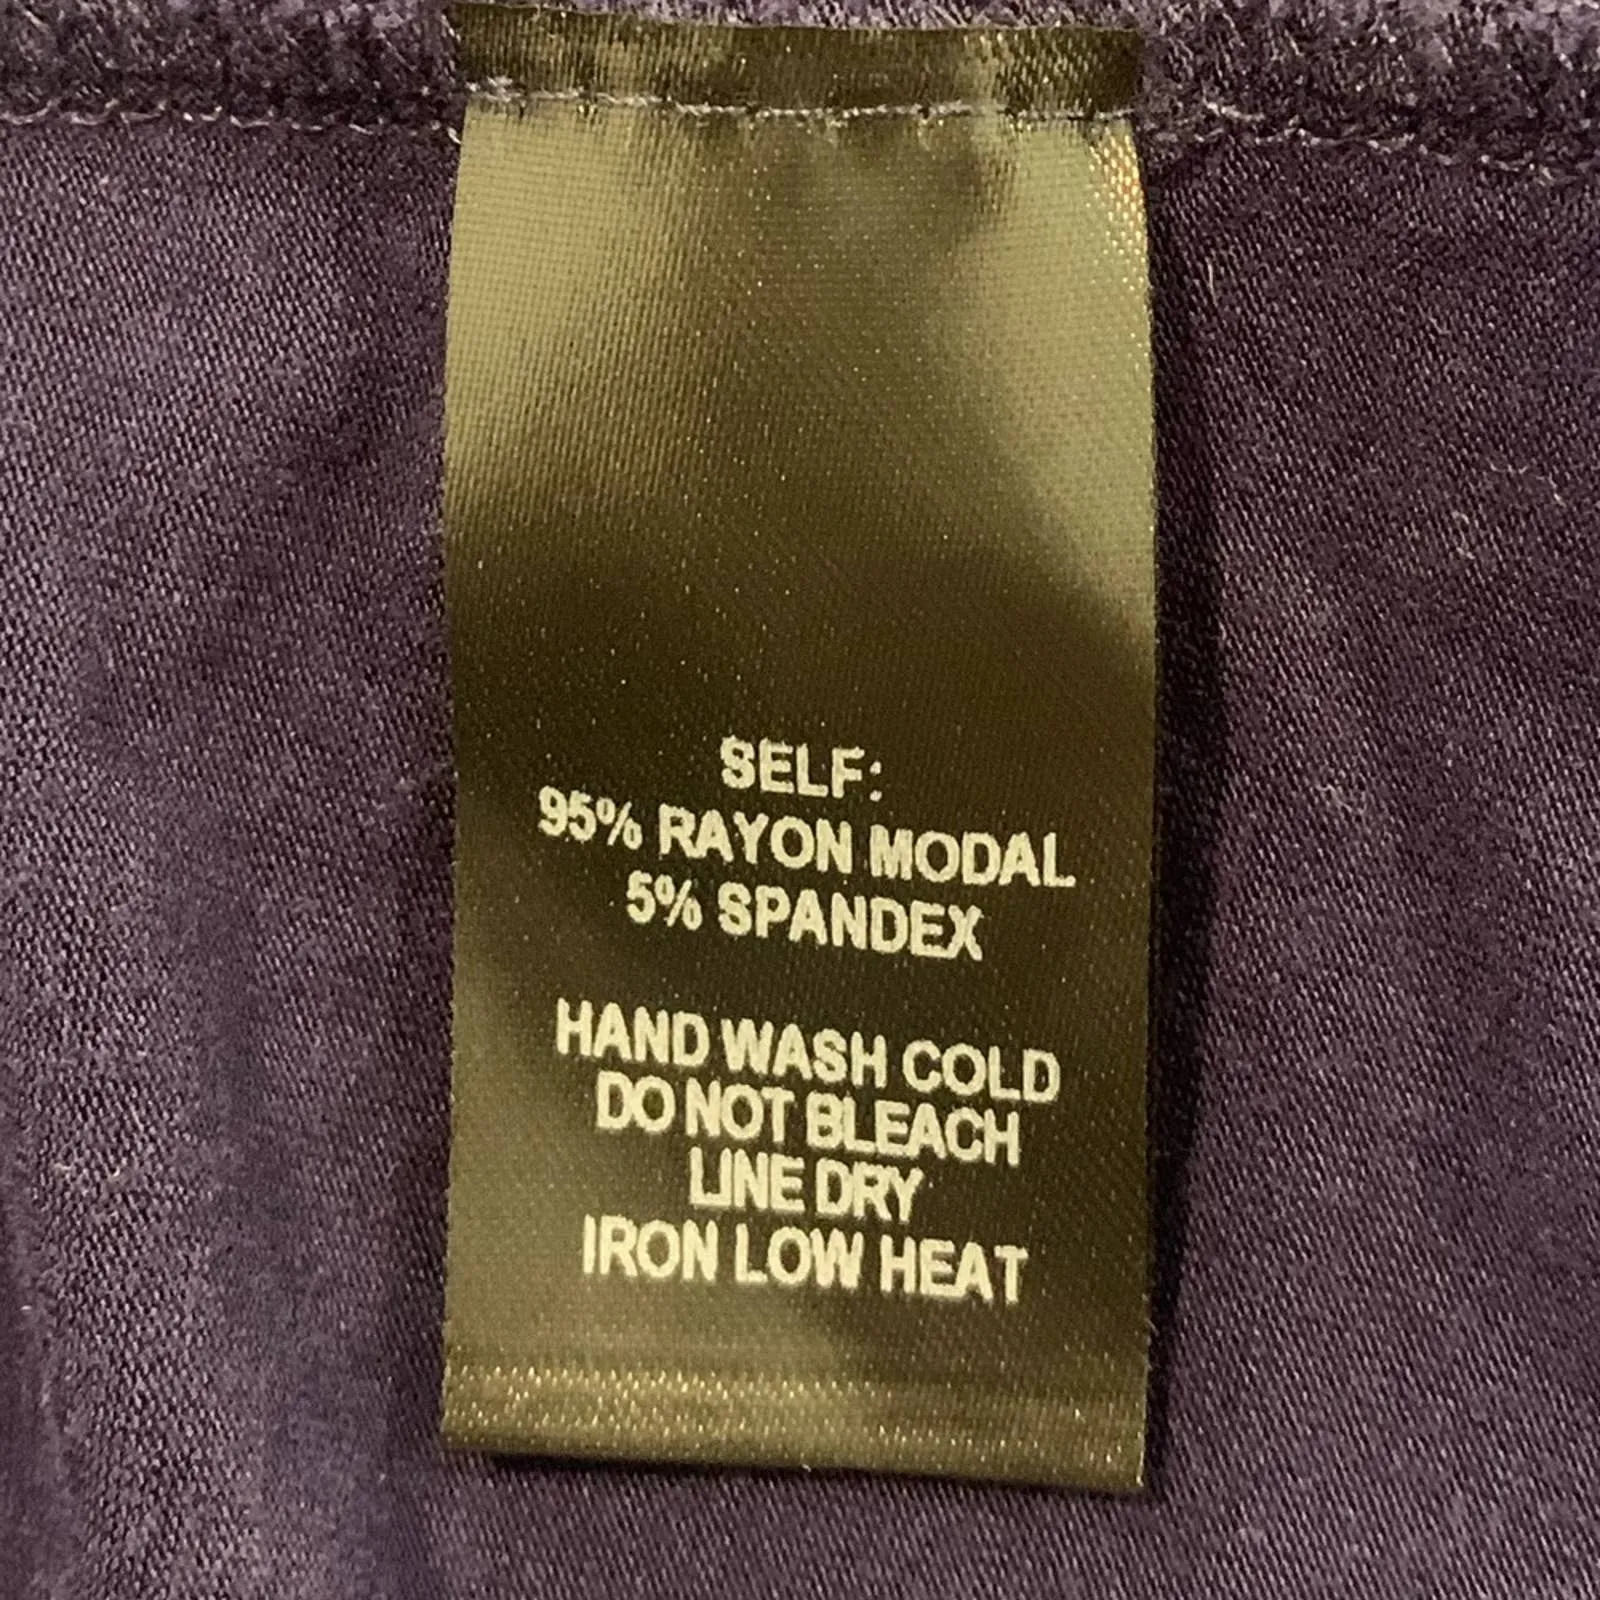 SELF:
95% RAYON MODAL
5% SPANDEX
HAND WASH COLD
DO NOT BLEACH
LINE DRY
IRON LOW HEAT